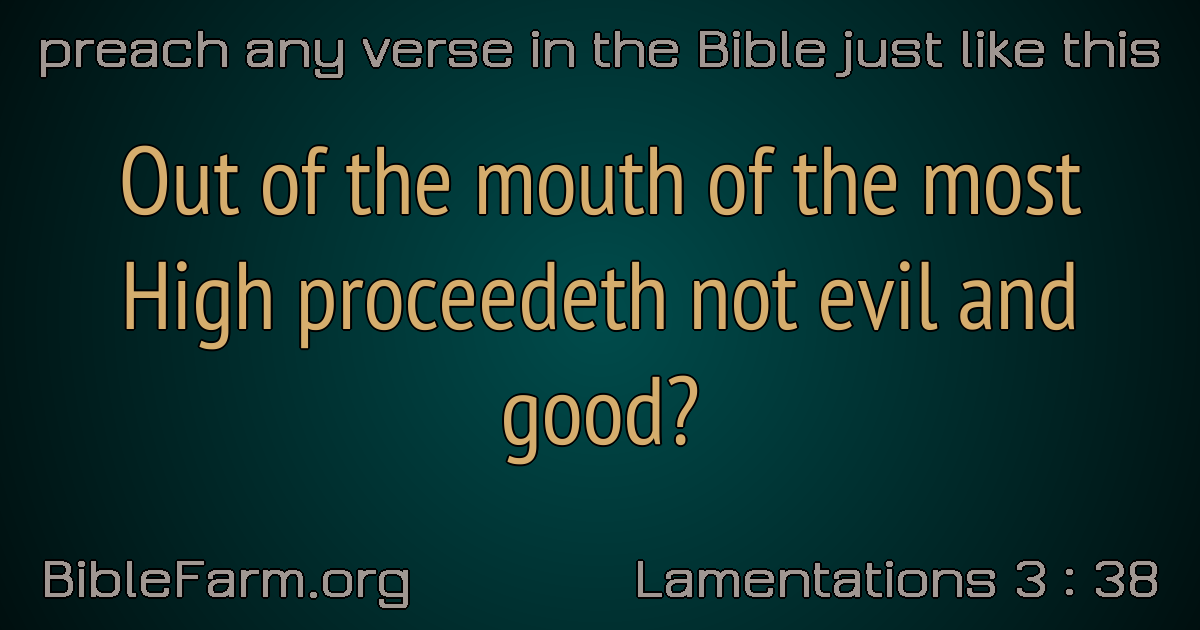 preach any verse in the Bible just like this
Out of the mouth of the most
High proceedeth not evil and
good?
BibleFarm.org
Lamentations 3 : 38